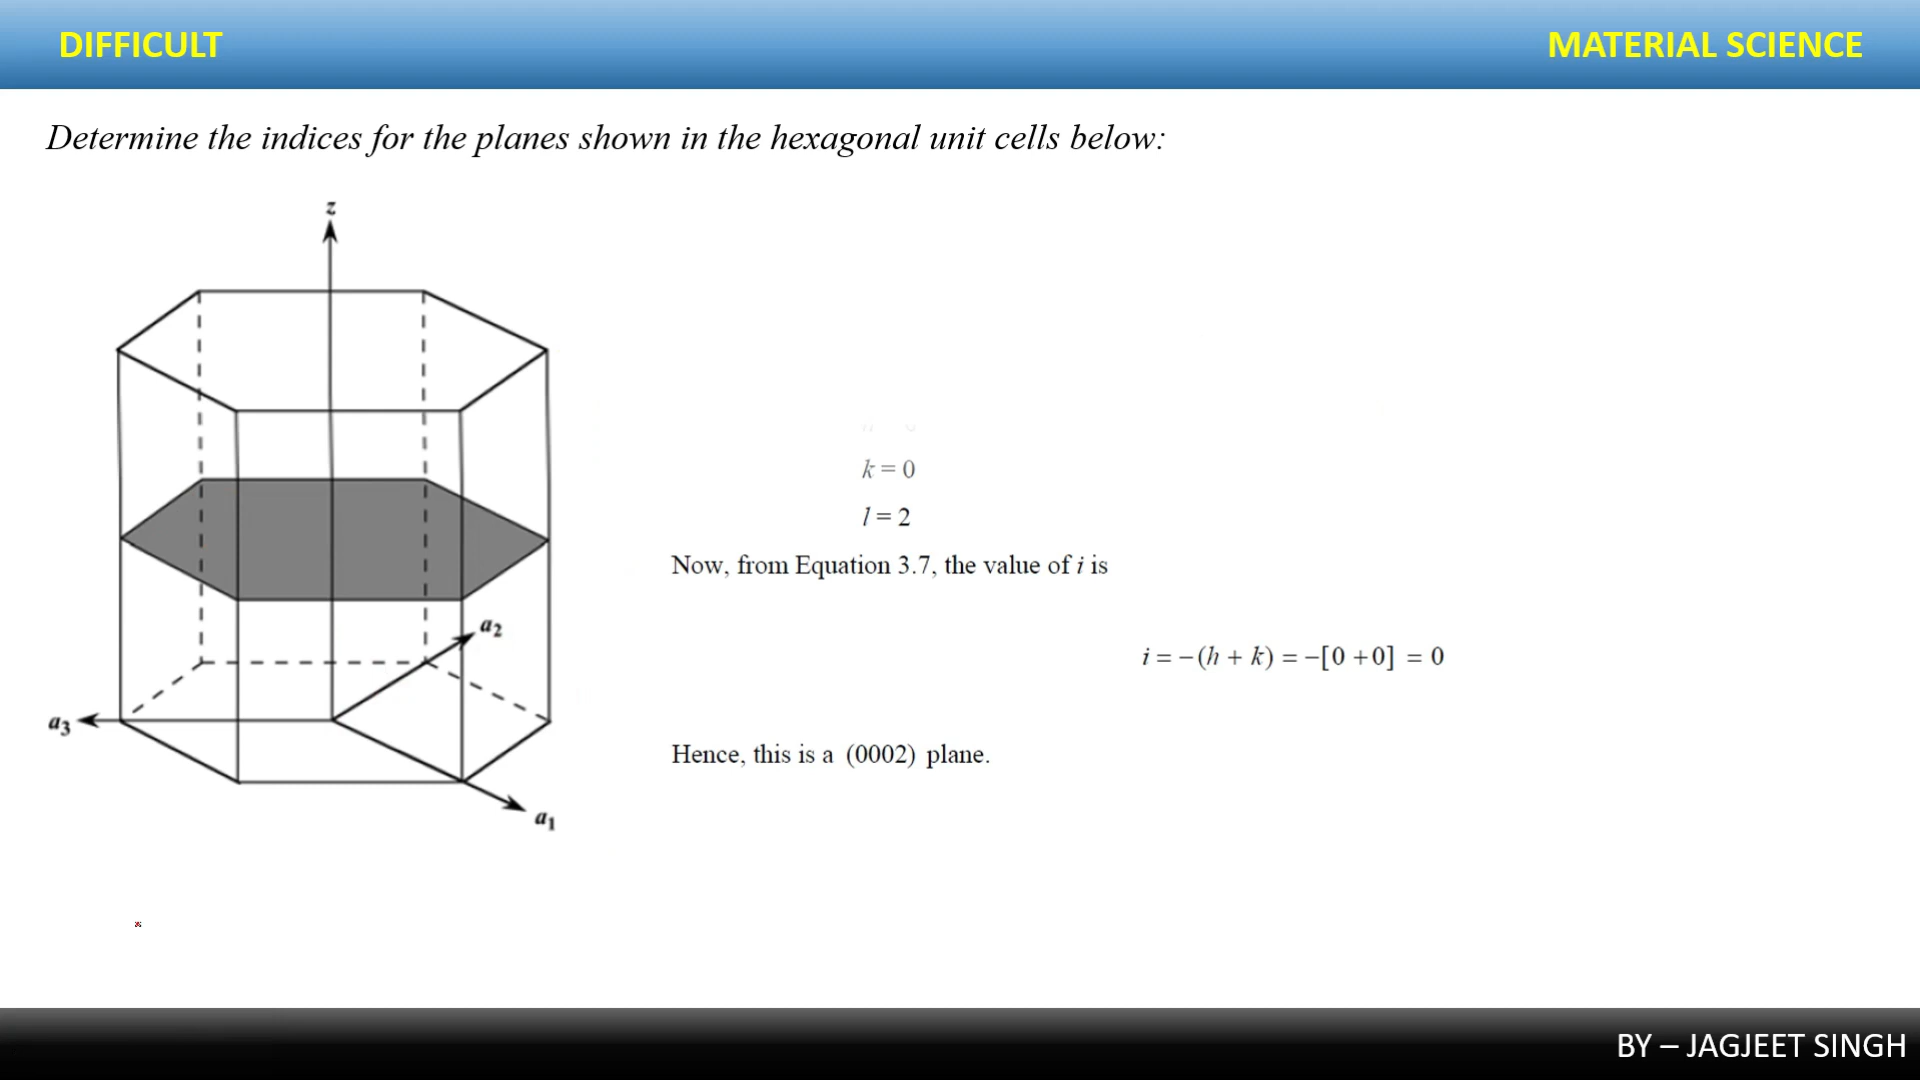 DIFFICULT
MATERIAL SCIENCE
Determine the indices for the planes shown in the hexagonal unit cells below:
z
k = 0
l = 2
Now, from Equation 3.7, the value of i is
a2
i = −(h + k) = −[0 +0] = 0
a3
Hence, this is a (0002) plane.
a1
BY – JAGJEET SINGH